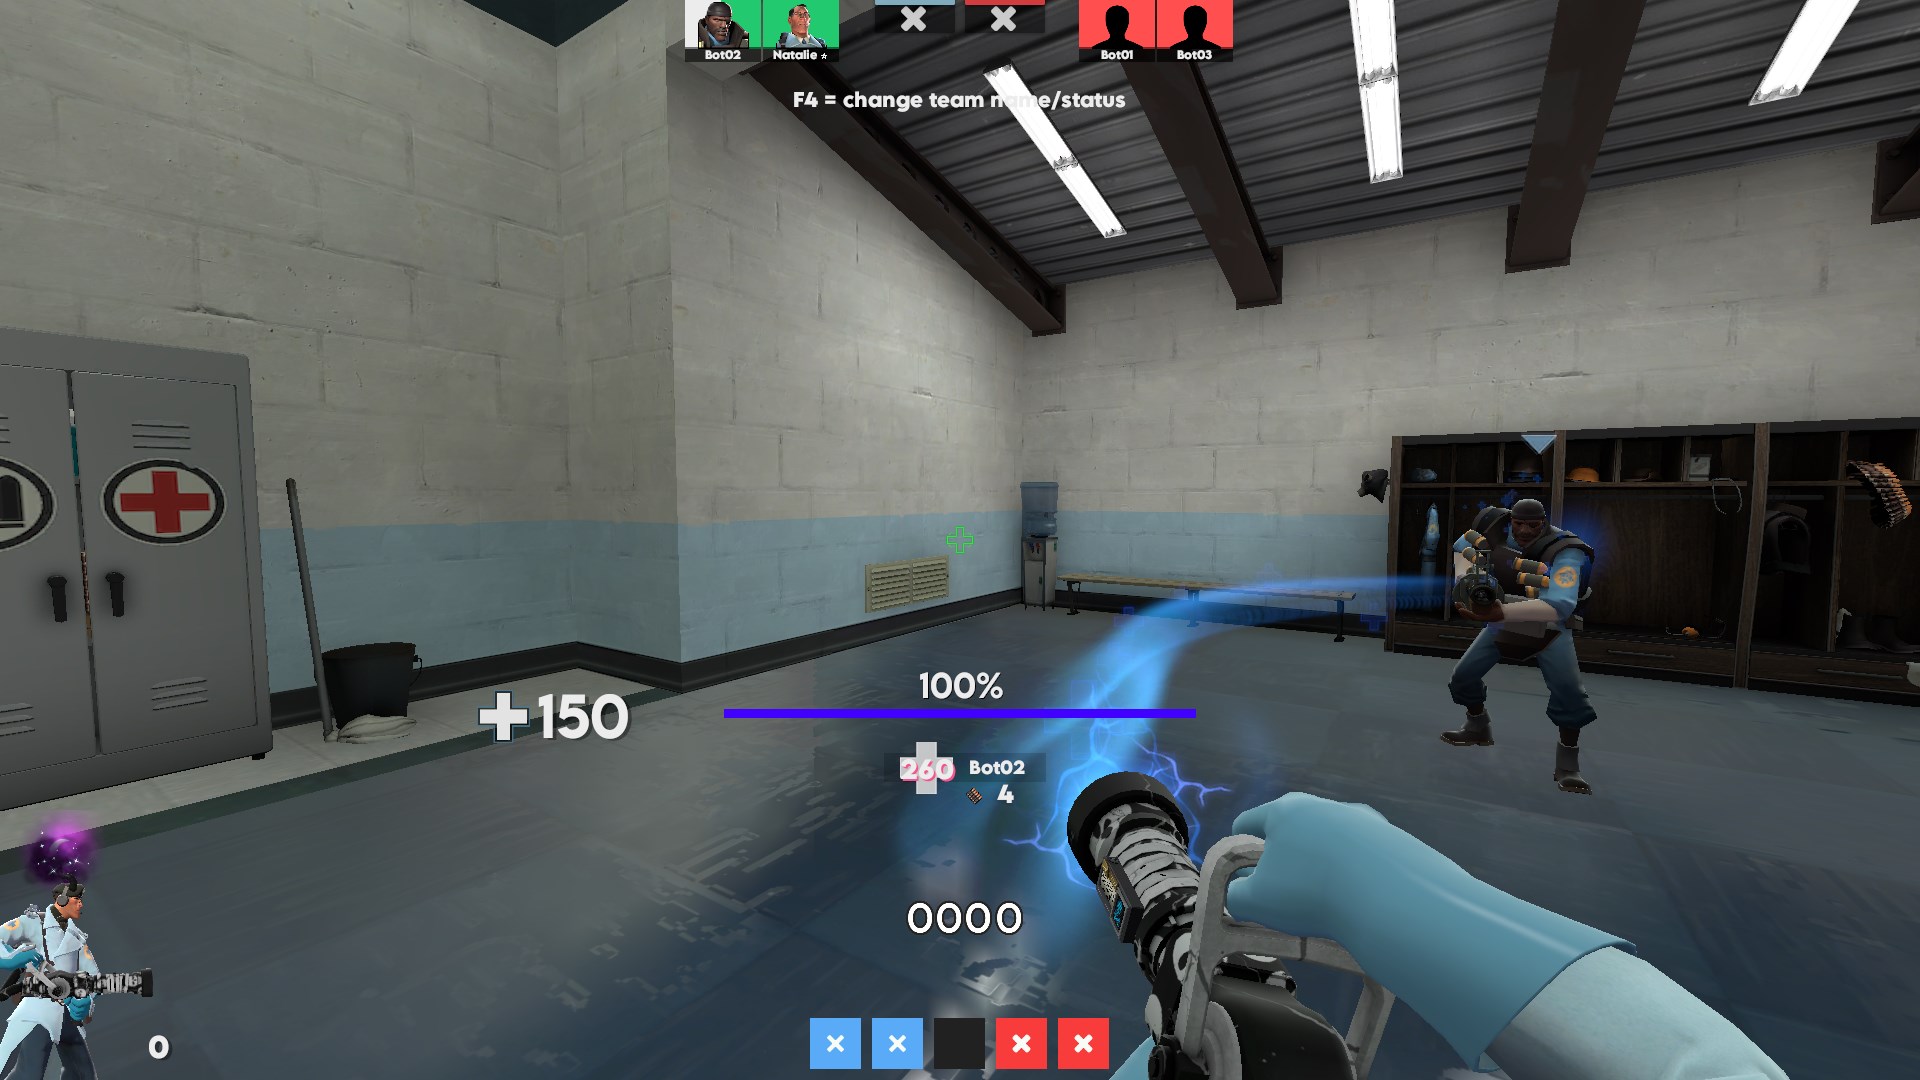 Bot02
Natalie *
Bot01
Bot03
F4 = change team name/status
100%
150
260
Bot02
4
0000
0